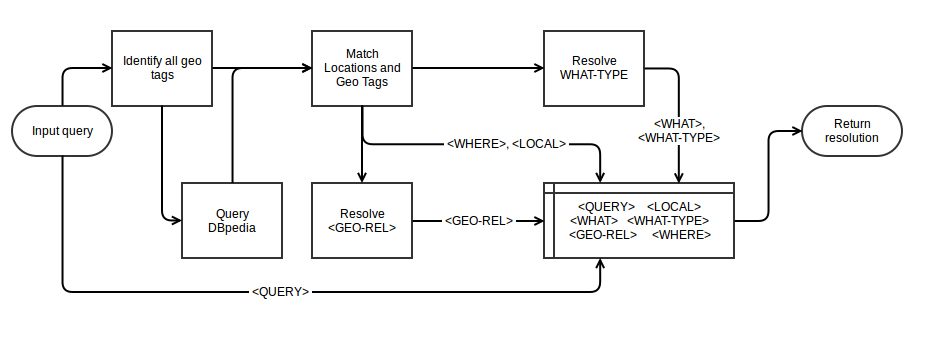 Identify all geo
tags
Match
Locations and
Geo Tags
Resolve
WHAT-TYPE
Input query
<WHERE>, <LOCAL>
<WHAT>,
<WHAT-TYPE>
Return
resolution
Query
DBpedia
Resolve
<GEO-REL>
<GEO-REL>
<QUERY> <LOCAL>
<WHAT> <WHAT-TYPE>
<GEO-REL> <WHERE>
<QUERY>